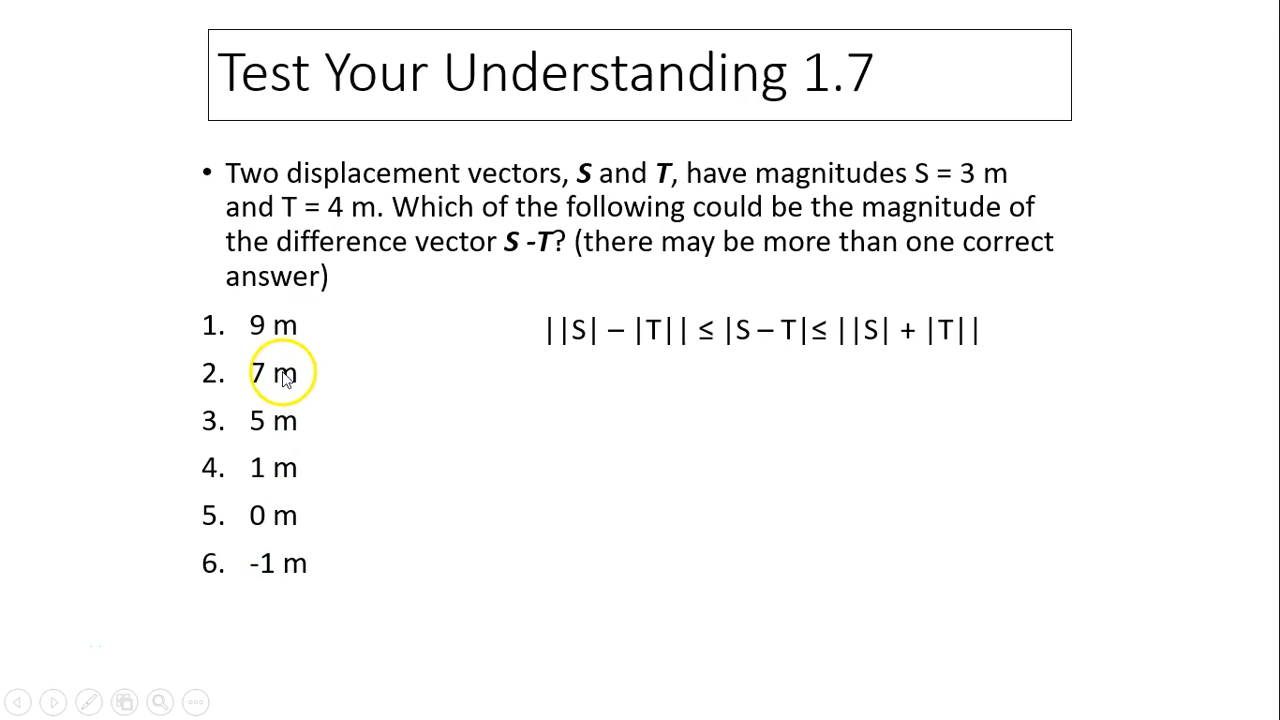 Test Your Understanding 1.7
• Two displacement vectors, S and T, have magnitudes S = 3 m
and T = 4 m. Which of the following could be the magnitude of
the difference vector S -T? (there may be more than one correct
answer)
1. 9 m
||S| – |T|| ≤ |S – T|≤ ||S| + |T||
2. 7 m
3. 5 m
4. 1 m
5. 0 m
6. -1 m